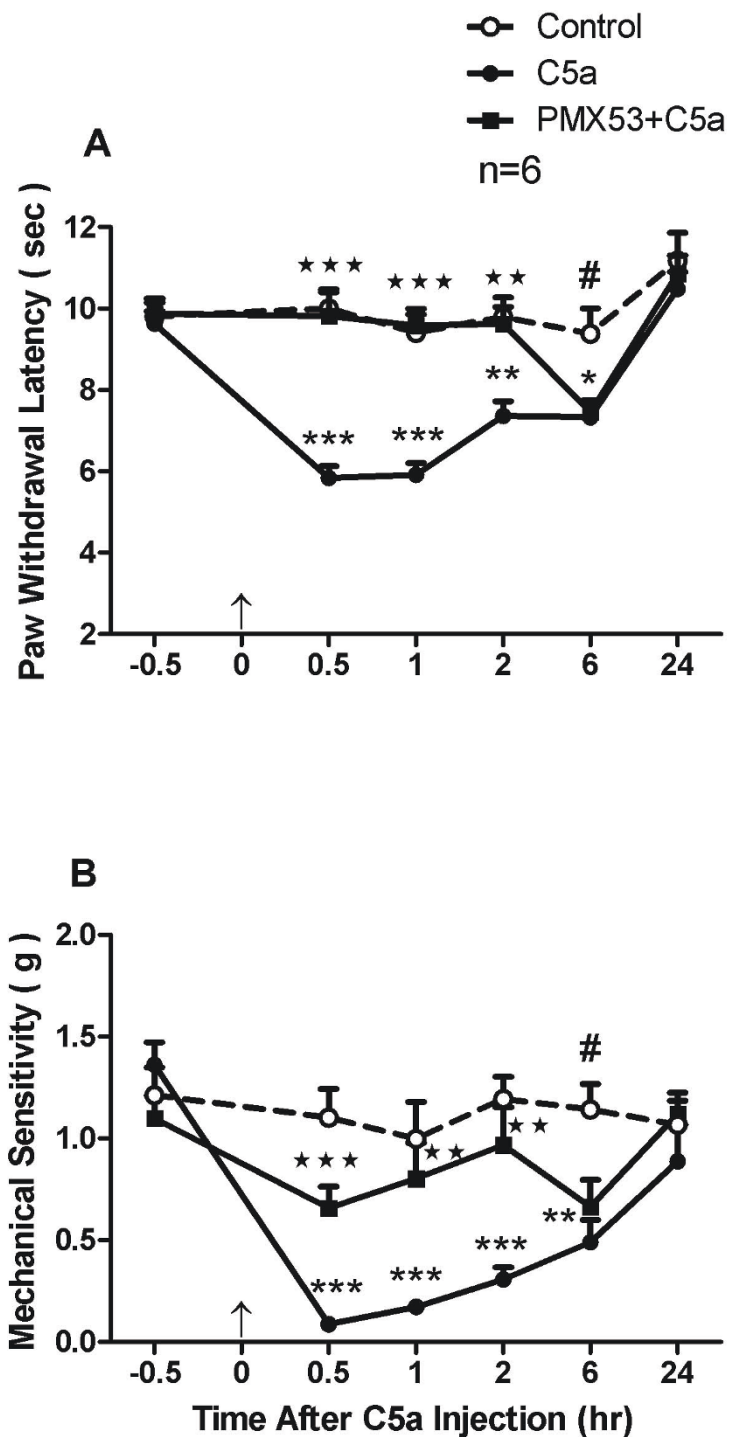 Control
C5a
PMX53+C5a
n=6
A
Paw Withdrawal Latency ( sec)
12
10
8
6
4
2
★★★
★★★
★★
#
***
***
**
*
↑
-0.5 0 0.5 1 2 6 24
B
Mechanical Sensitivity ( g )
2.0
1.5
1.0
0.5
0.0
#
★★★
★★
★★
***
***
***
**
↑
-0.5 0 0.5 1 2 6 24
Time After C5a Injection (hr)